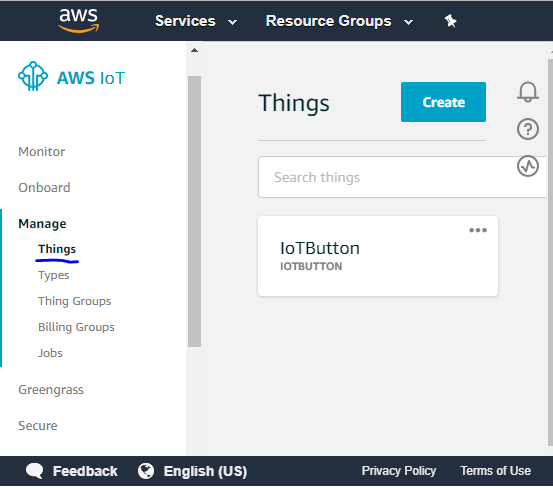 aws
Services
Resource Groups
AWS IoT
Monitor
Onboard
Manage
Things
Types
Thing Groups
Billing Groups
Jobs
Greengrass
Secure
Things
Create
Search things
IoTButton
IOTBUTTON
Feedback
English (US)
Privacy Policy
Terms of Use